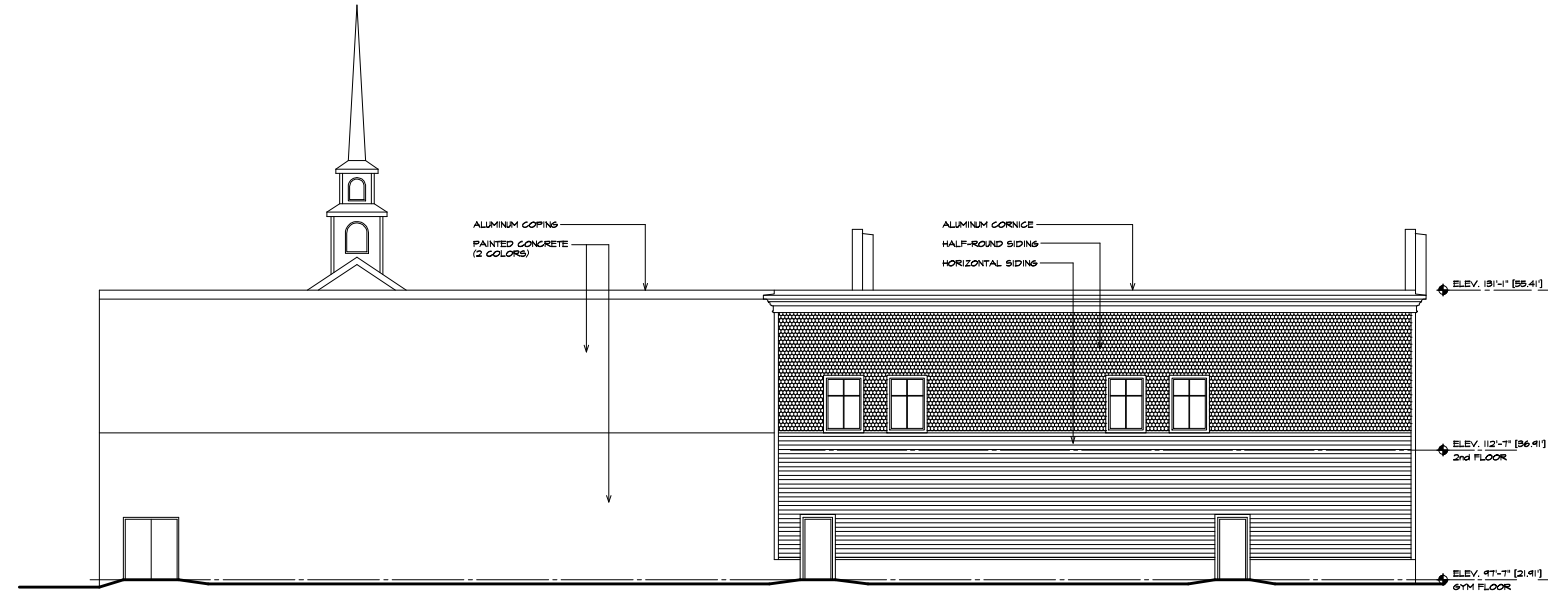 ALUMINUM COPING
PAINTED CONCRETE
(2 COLORS)
ALUMINUM CORNICE
HALF-ROUND SIDING
HORIZONTAL SIDING
ELEV. 131'-1" [55.41']
ELEV. 112'-7" [36.91']
2nd FLOOR
ELEV. 97'-7" [21.91']
GYM FLOOR